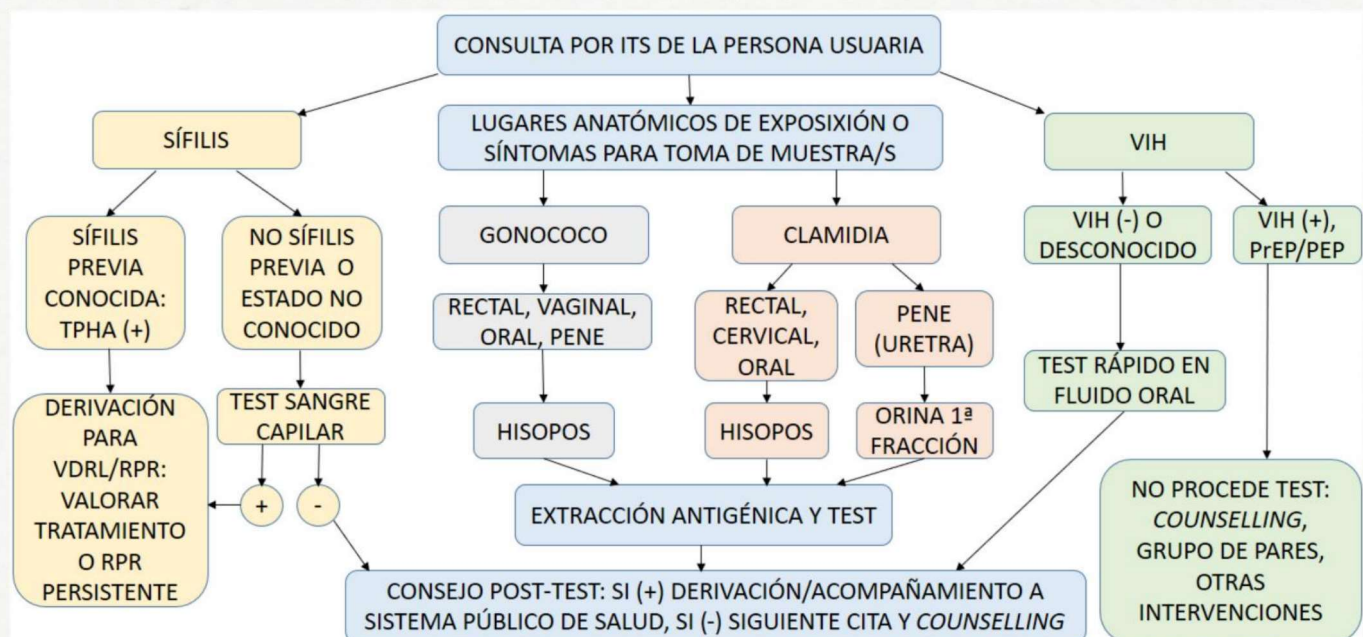 CONSULTA POR ITS DE LA PERSONA USUARIA
SÍFILIS
LUGARES ANATÓMICOS DE EXPOSIXIÓN O
SÍNTOMAS PARA TOMA DE MUESTRA/S
VIH
SÍFILIS
PREVIA
CONOCIDA:
TPHA (+)
NO SÍFILIS
PREVIA O
ESTADO NO
CONOCIDO
GONOCOCO
CLAMIDIA
VIH (-) O
DESCONOCIDO
VIH (+),
PrEP/PEP
RECTAL, VAGINAL,
ORAL, PENE
RECTAL,
CERVICAL,
ORAL
PENE
(URETRA)
TEST RÁPIDO EN
FLUIDO ORAL
DERIVACIÓN
PARA
VDRL/RPR:
VALORAR
TRATAMIENTO
O RPR
PERSISTENTE
TEST SANGRE
CAPILAR
+
-
HISOPOS
HISOPOS
ORINA 1ª
FRACCIÓN
EXTRACCIÓN ANTIGÉNICA Y TEST
NO PROCEDE TEST:
COUNSELLING,
GRUPO DE PARES,
OTRAS
INTERVENCIONES
CONSEJO POST-TEST: SI (+) DERIVACIÓN/ACOMPAÑAMIENTO A
SISTEMA PÚBLICO DE SALUD, SI (-) SIGUIENTE CITA Y COUNSELLING